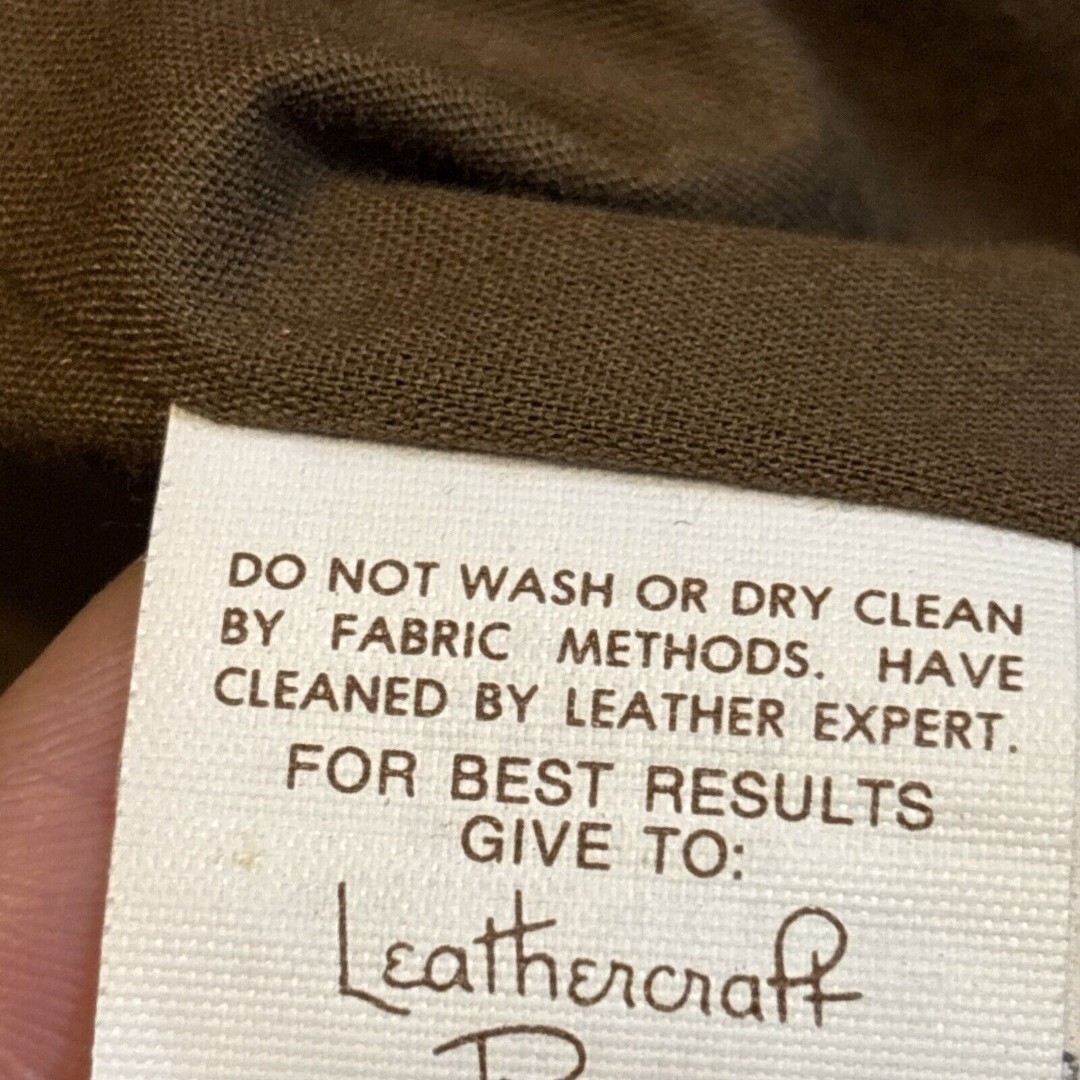 DO NOT WASH OR DRY CLEAN
BY FABRIC METHODS. HAVE
CLEANED BY LEATHER EXPERT.
FOR BEST RESULTS
GIVE TO:
Leathercraft